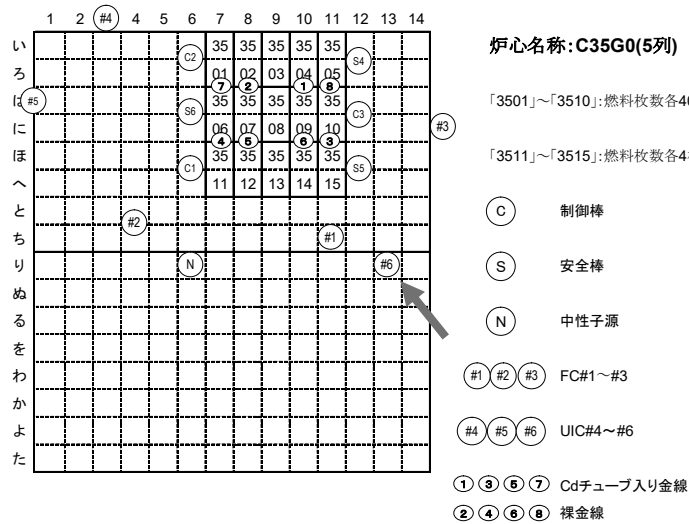 1 2 #4 4 5 6 7 8 9 10 11 12 13 14
炉心名称:C35G0(5列)
い 35 35 35 35 35
C2 S4
ろ 01 02 03 04 05
7 2 1 8
は #5 35 35 35 35 35
「3501」～「3510」:燃料枚数各40
S6 C3
に 06 07 08 09 10 #3
4 5 6 3
ほ 35 35 35 35 35
「3511」～「3515」:燃料枚数各4
C1 S5
へ 11 12 13 14 15
と
C 制御棒
#2 #1
ち
り N #6
S 安全棒
ぬ
る
N 中性子源
を
わ
#1 #2 #3 FC#1～#3
か
よ
#4 #5 #6 UIC#4～#6
た
1 3 5 7 Cdチューブ入り金線
2 4 6 8 裸金線